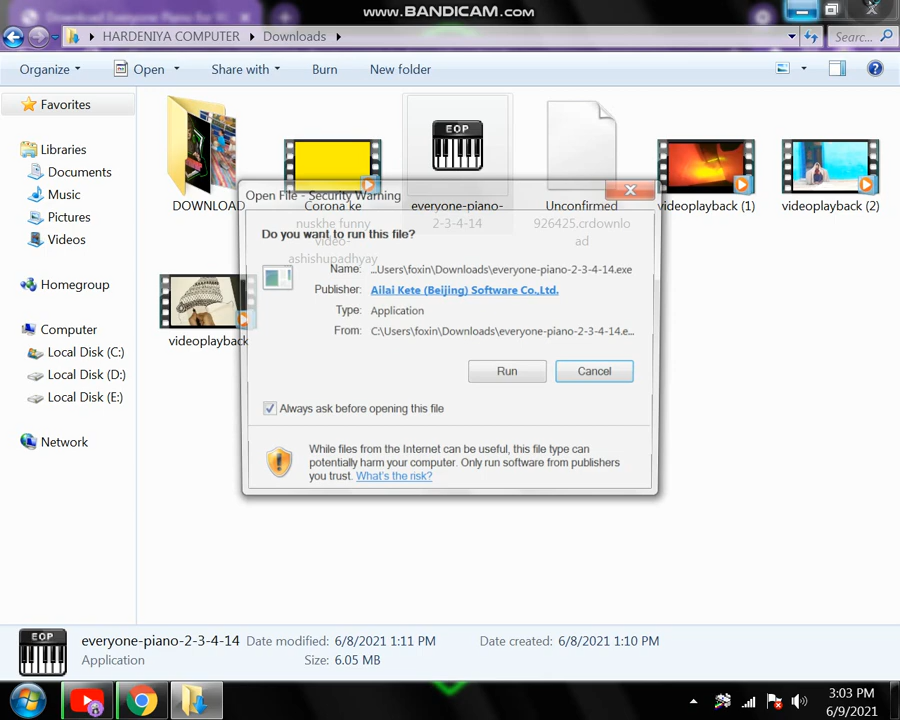 Download Everyone Piano for
WWW.BANDICAM.COM
HARDENIYA COMPUTER
Downloads
Search...
Organize
Open
Share with
Burn
New folder
Favorites
Libraries
Documents
Music
Pictures
Videos
Homegroup
Computer
Local Disk (C:)
Local Disk (D:)
Local Disk (E:)
Network
DOWNLOAD
Corona ke
nuskhe funny
video-
ashishupadhyay
EOP
everyone-piano-
2-3-4-14
Unconfirmed
926425.crdownlo
ad
videoplayback (1)
videoplayback (2)
videoplayback
Open File - Security Warning
Do you want to run this file?
Name: ...Users\foxin\Downloads\everyone-piano-2-3-4-14.exe
Publisher: Ailai Kete (Beijing) Software Co.,Ltd.
Type: Application
From: C:\Users\foxin\Downloads\everyone-piano-2-3-4-14.e...
Run
Cancel
Always ask before opening this file
While files from the Internet can be useful, this file type can
potentially harm your computer. Only run software from publishers
you trust. What's the risk?
EOP
everyone-piano-2-3-4-14
Date modified: 6/8/2021 1:11 PM
Date created: 6/8/2021 1:10 PM
Application
Size: 6.05 MB
3:03 PM
6/9/2021